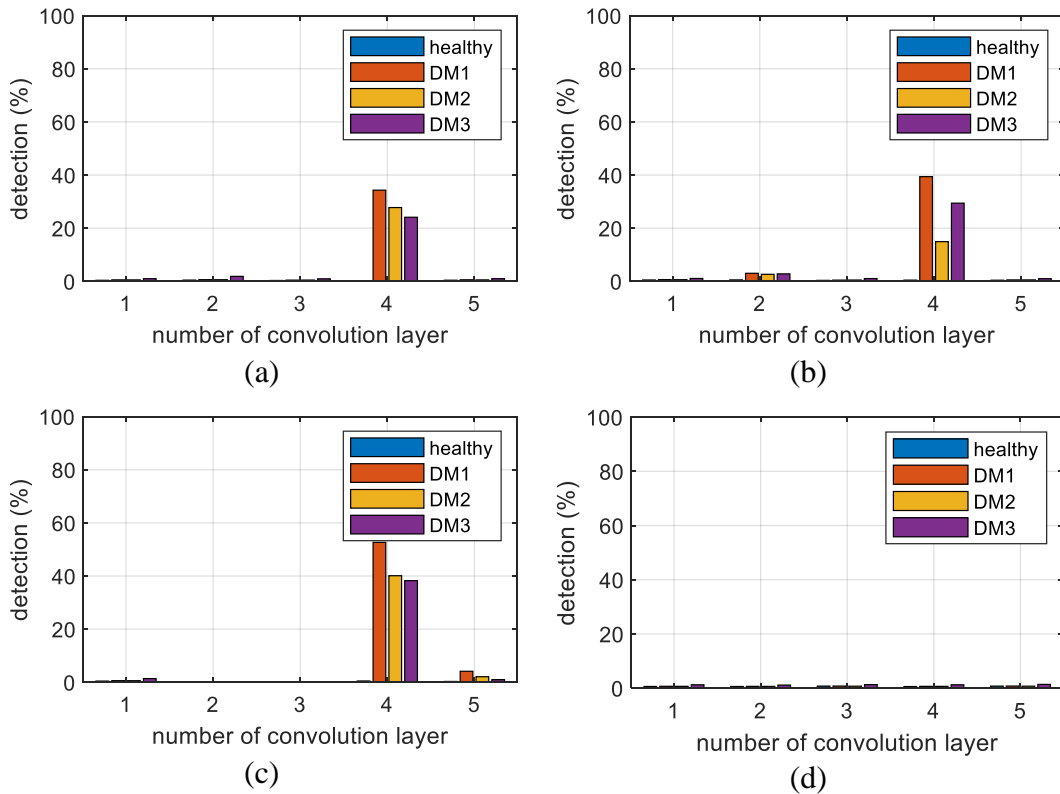 100
80
60
40
20
0
detection (%)
healthy
DM1
DM2
DM3
1 2 3 4 5
number of convolution layer
(a)
100
80
60
40
20
0
detection (%)
healthy
DM1
DM2
DM3
1 2 3 4 5
number of convolution layer
(b)
100
80
60
40
20
0
detection (%)
healthy
DM1
DM2
DM3
1 2 3 4 5
number of convolution layer
(c)
100
80
60
40
20
0
detection (%)
healthy
DM1
DM2
DM3
1 2 3 4 5
number of convolution layer
(d)